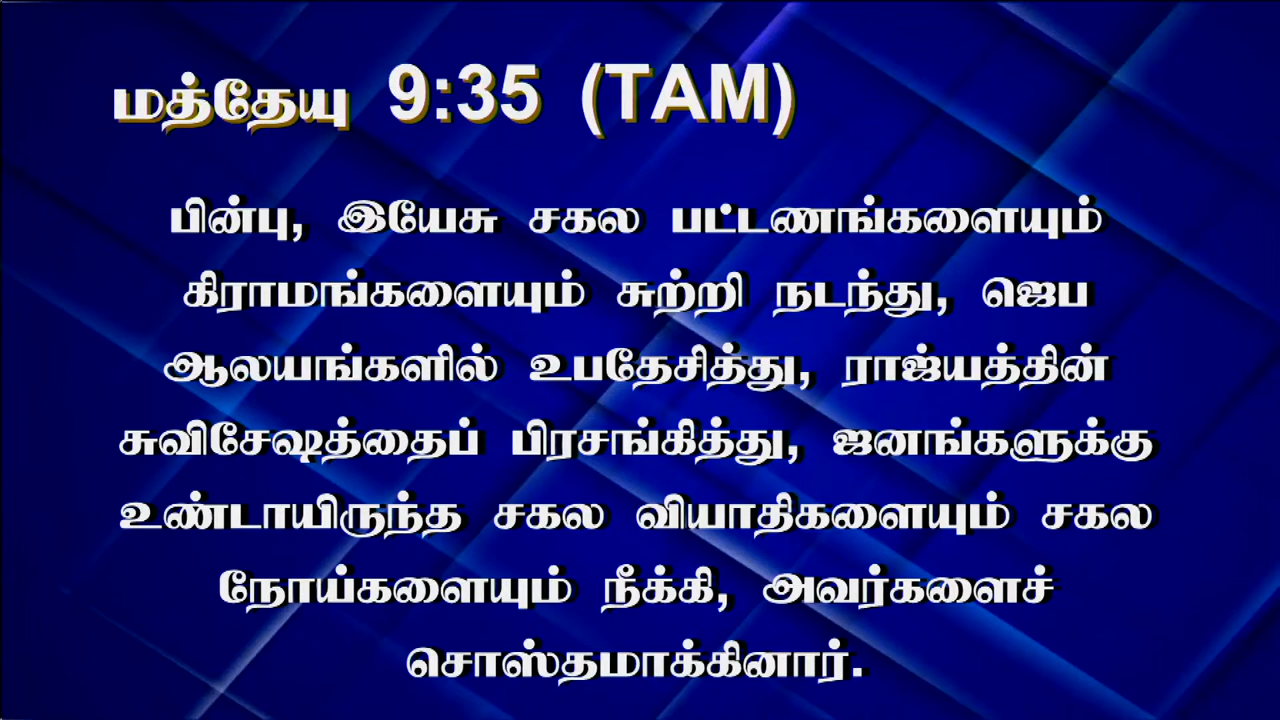 மத்தேயு 9:35 (TAM)
பின்பு, இயேசு சகல பட்டணங்களையும்
கிராமங்களையும் சுற்றி நடந்து, ஜெப
ஆலயங்களில் உபதேசித்து, ராஜ்யத்தின்
சுவிசேஷத்தைப் பிரசங்கித்து, ஜனங்களுக்கு
உண்டாயிருந்த சகல வியாதிகளையும் சகல
நோய்களையும் நீக்கி, அவர்களைச்
சொஸ்தமாக்கினார்.